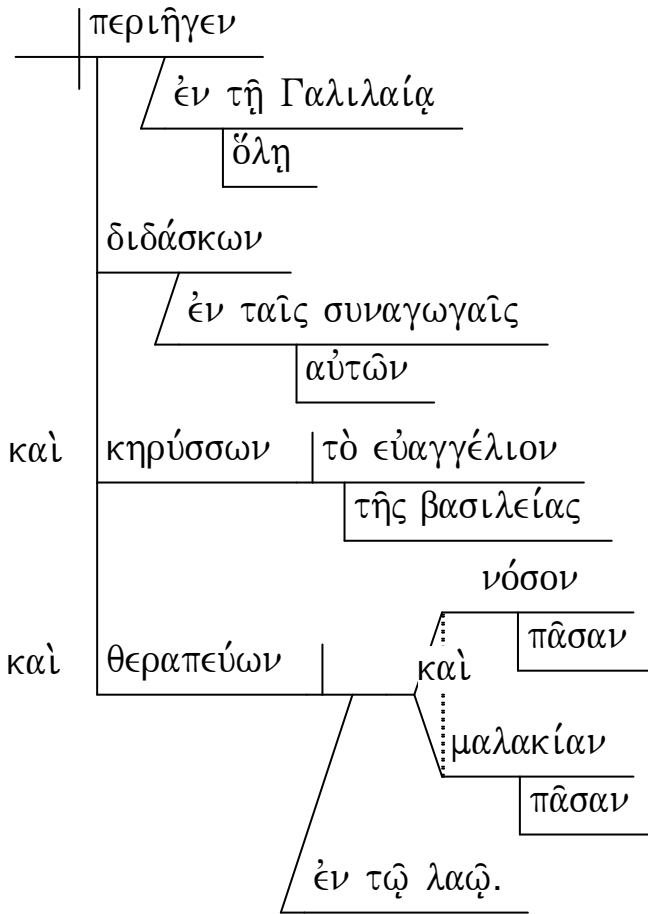 περιῆγεν
ἐν τῇ Γαλιλαίᾳ
ὅλῃ
διδάσκων
ἐν ταῖς συναγωγαῖς
αὐτῶν
καὶ κηρύσσων τὸ εὐαγγέλιον
τῆς βασιλείας
νόσον
πᾶσαν
καὶ θεραπεύων καὶ
μαλακίαν
πᾶσαν
ἐν τῷ λαῷ.